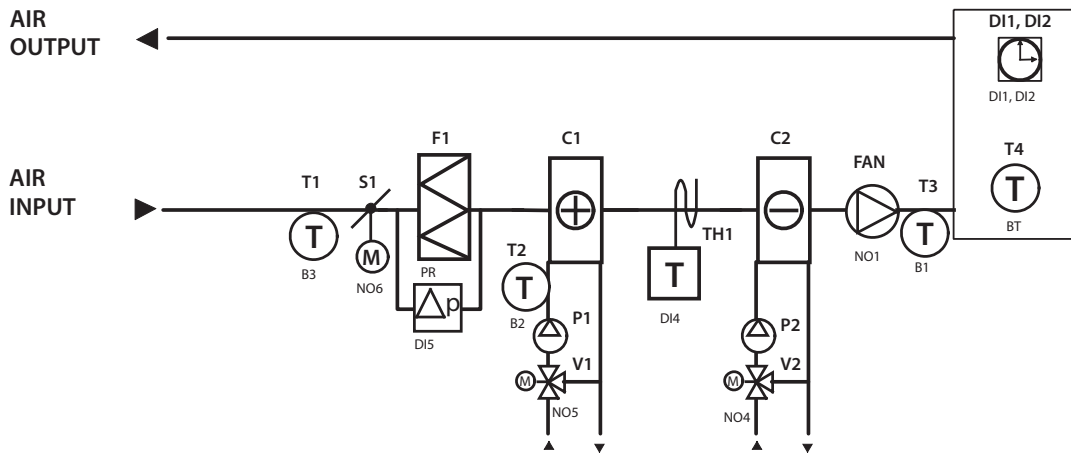 AIR
OUTPUT
DI1, DI2
DI1, DI2
F1
C1
C2
FAN
T3
T4
T
BT
AIR
INPUT
T1
S1
T
B3
M
NO6
PR
p
DI5
T2
T
B2
P1
M
V1
NO5
TH1
T
DI4
P2
M
V2
NO4
NO1
T
B1